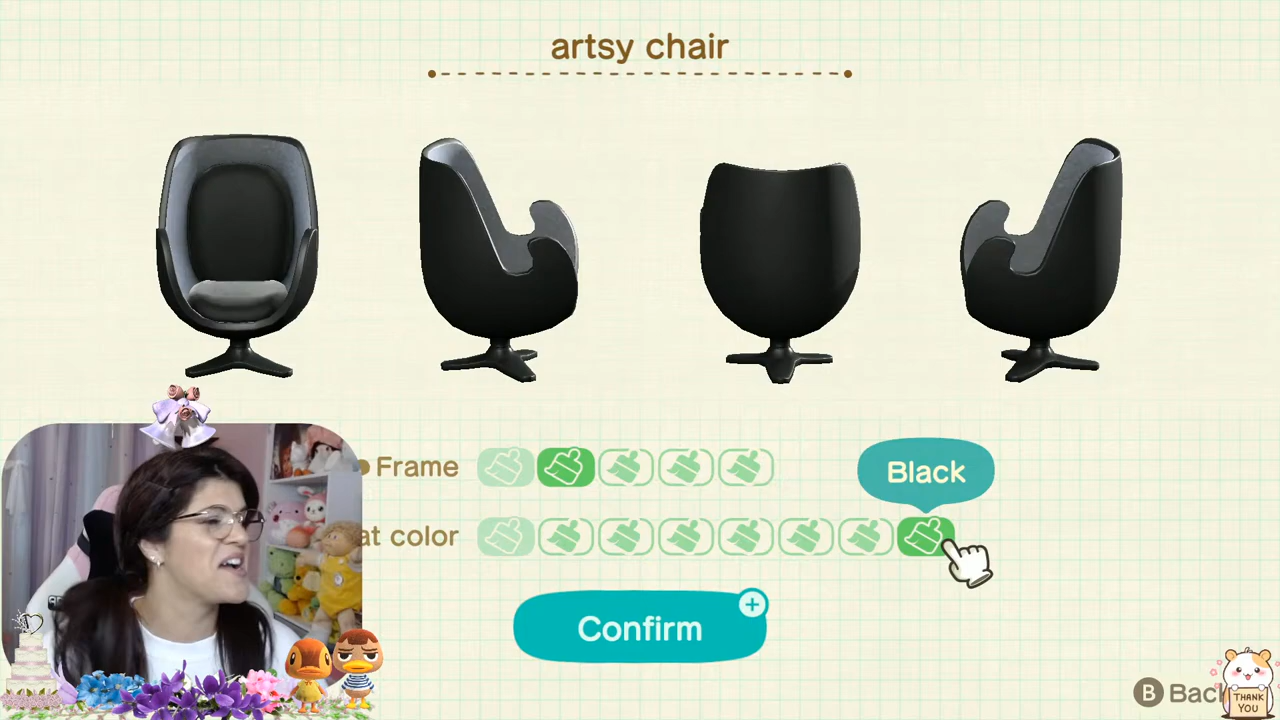 artsy chair
Frame
Black
at color
Confirm
B Back
THANK
YOU